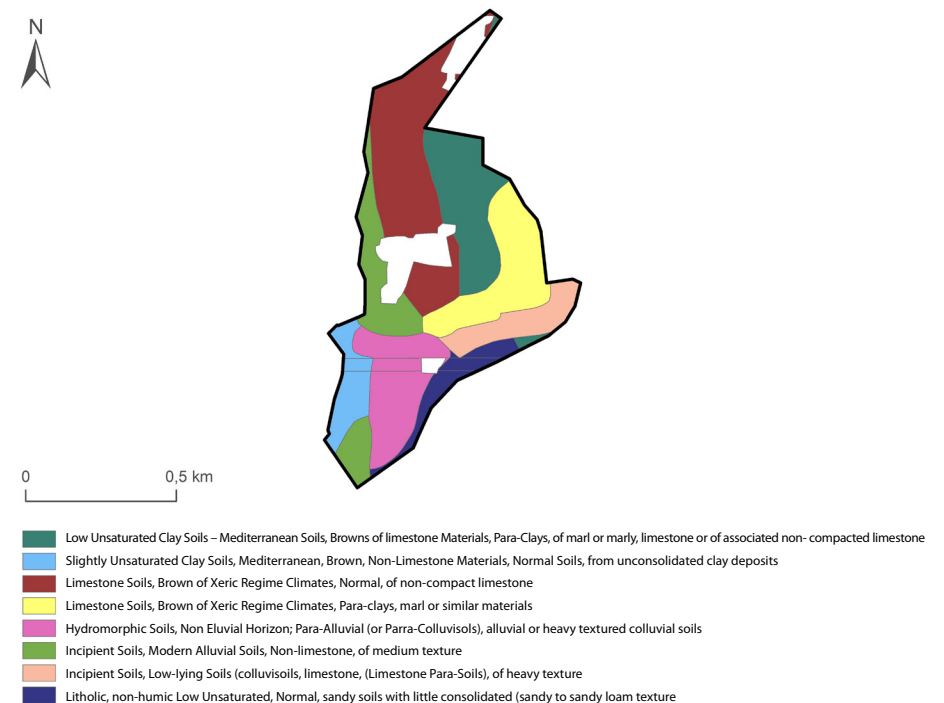 N
0 0,5 km
Low Unsaturated Clay Soils – Mediterranean Soils, Browns of limestone Materials, Para-Clays, of marl or marly, limestone or of associated non- compacted limestone
Slightly Unsaturated Clay Soils, Mediterranean, Brown, Non-Limestone Materials, Normal Soils, from unconsolidated clay deposits
Limestone Soils, Brown of Xeric Regime Climates, Normal, of non-compact limestone
Limestone Soils, Brown of Xeric Regime Climates, Para-clays, marl or similar materials
Hydromorphic Soils, Non Eluvial Horizon; Para-Alluvial (or Parra-Colluvisols), alluvial or heavy textured colluvial soils
Incipient Soils, Modern Alluvial Soils, Non-limestone, of medium texture
Incipient Soils, Low-lying Soils (colluvisoils, limestone, (Limestone Para-Soils), of heavy texture
Litholic, non-humic Low Unsaturated, Normal, sandy soils with little consolidated (sandy to sandy loam texture